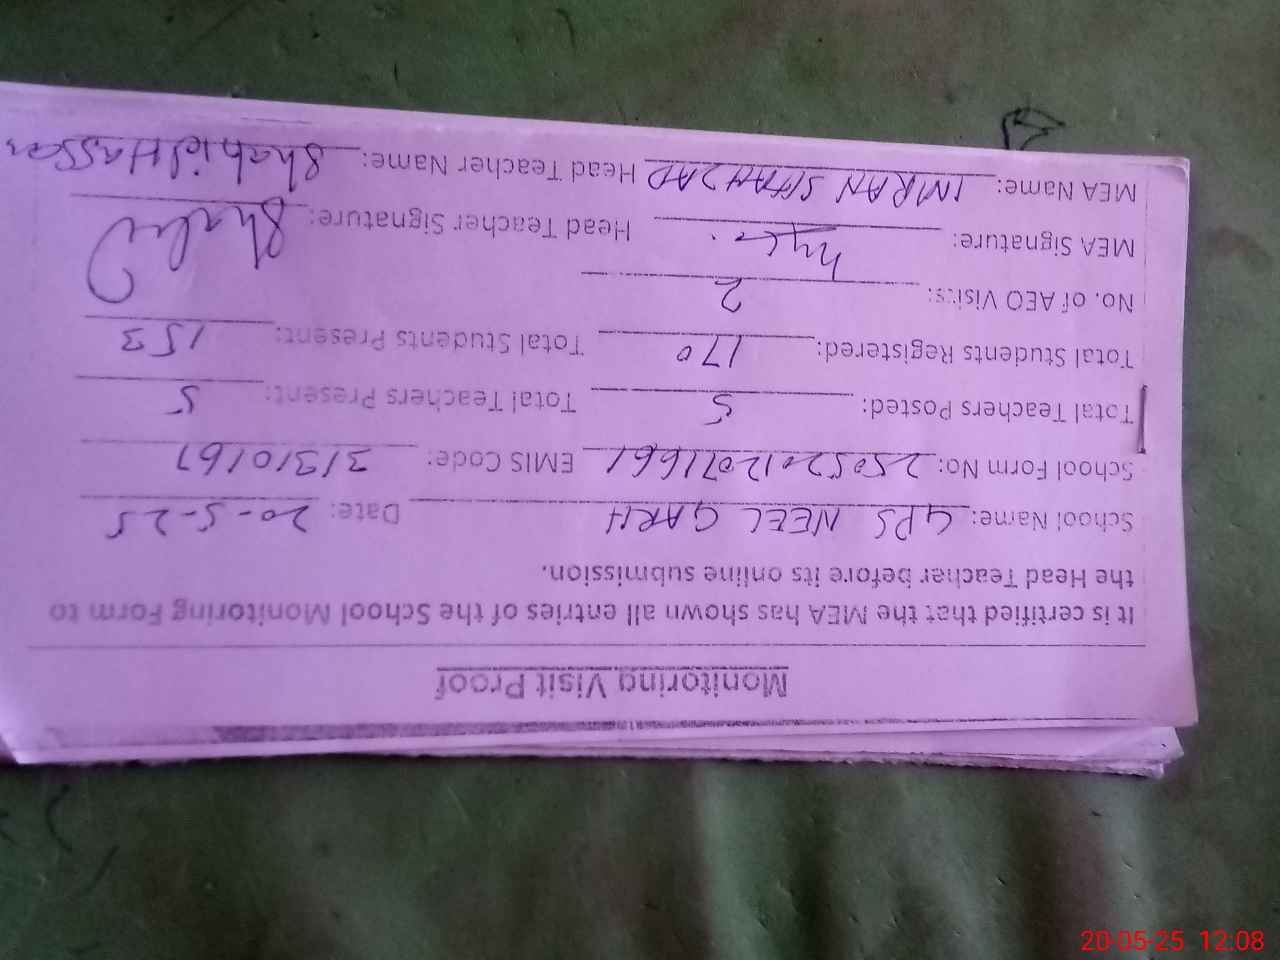 Monitoring Visit Proof
It is certified that the MEA has shown all entries of the School Monitoring Form to
the Head Teacher before its online submission.
School Name: GPS NEEL GARH Date: 20-5-25
School Form No: 25052012071661 EMIS Code: 31310167
Total Teachers Posted: 5 Total Teachers Present: 5
Total Students Registered: 170 Total Students Present: 153
No. of AEO Visits: 2
MEA Signature: Head Teacher Signature: Shahid
MEA Name: IMRAN SHAHZAD Head Teacher Name: Shahid Hassan
20-05-25 12:08